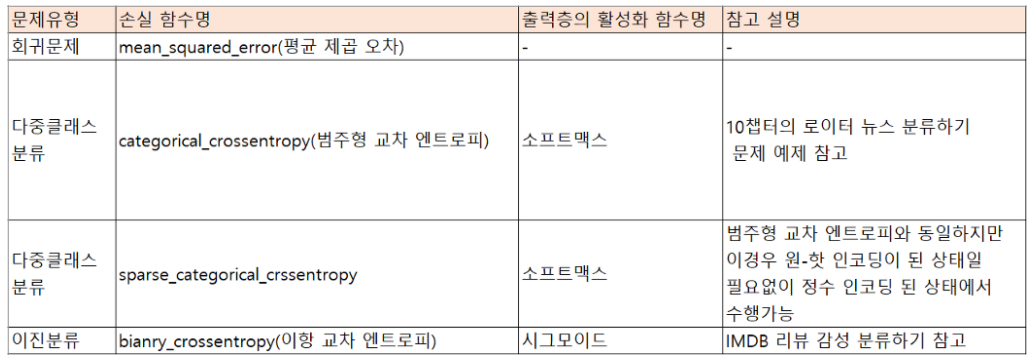 문제유형 손실 함수명 출력층의 활성화 함수명 참고 설명
회귀문제 mean_squared_error(평균 제곱 오차) - -
다중클래스
분류
categorical_crossentropy(범주형 교차 엔트로피)
소프트맥스
10챕터의 로이터 뉴스 분류하기
문제 예제 참고
다중클래스
분류
sparse_categorical_crssentropy
소프트맥스
범주형 교차 엔트로피와 동일하지만
이경우 원-핫 인코딩이 된 상태일
필요없이 정수 인코딩 된 상태에서
수행가능
이진분류 bianry_crossentropy(이항 교차 엔트로피) 시그모이드 IMDB 리뷰 감성 분류하기 참고